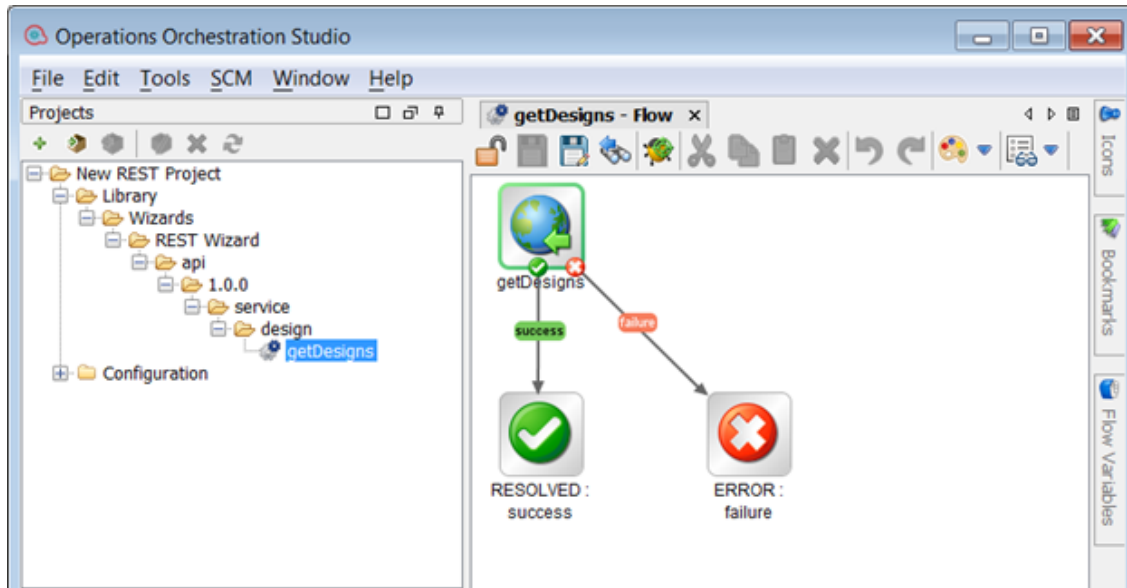 Operations Orchestration Studio
File Edit Tools SCM Window Help
Projects
New REST Project
Library
Wizards
REST Wizard
api
1.0.0
service
design
getDesigns
Configuration
getDesigns - Flow
getDesigns
success
failure
RESOLVED :
success
ERROR :
failure
Icons
Bookmarks
Flow Variables